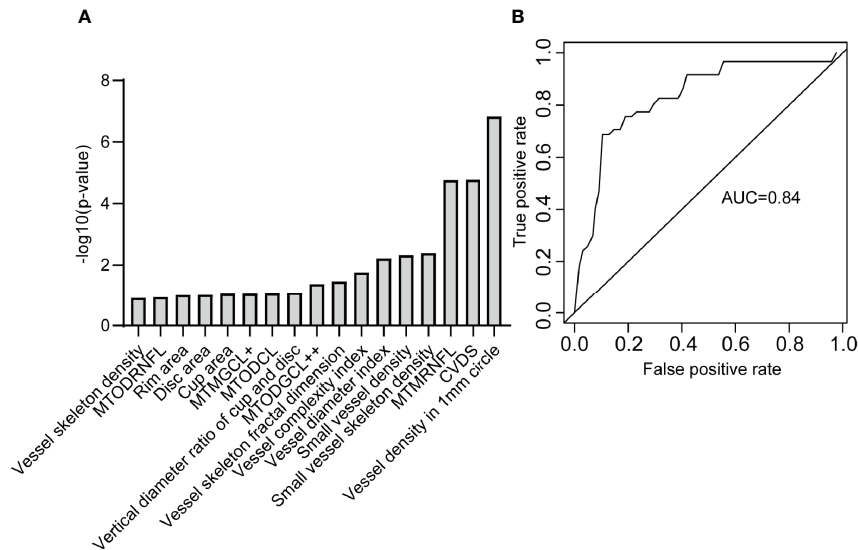 A
-log10(p-value)
8
6
4
2
0
Vessel skeleton density
MTODRNFL
Rim area
Disc area
Cup area
MTMGCL+
MTODCL
Vertical diameter ratio of cup and disc
MTODGCL++
Vessel skeleton fractal dimension
Vessel complexity index
Vessel diameter index
Small vessel density
Small vessel skeleton density
MTMRNFL
CVDS
Vessel density in 1mm circle
B
True positive rate
1.0
0.8
0.6
0.4
0.2
0.0
AUC=0.84
0.0 0.2 0.4 0.6 0.8 1.0
False positive rate